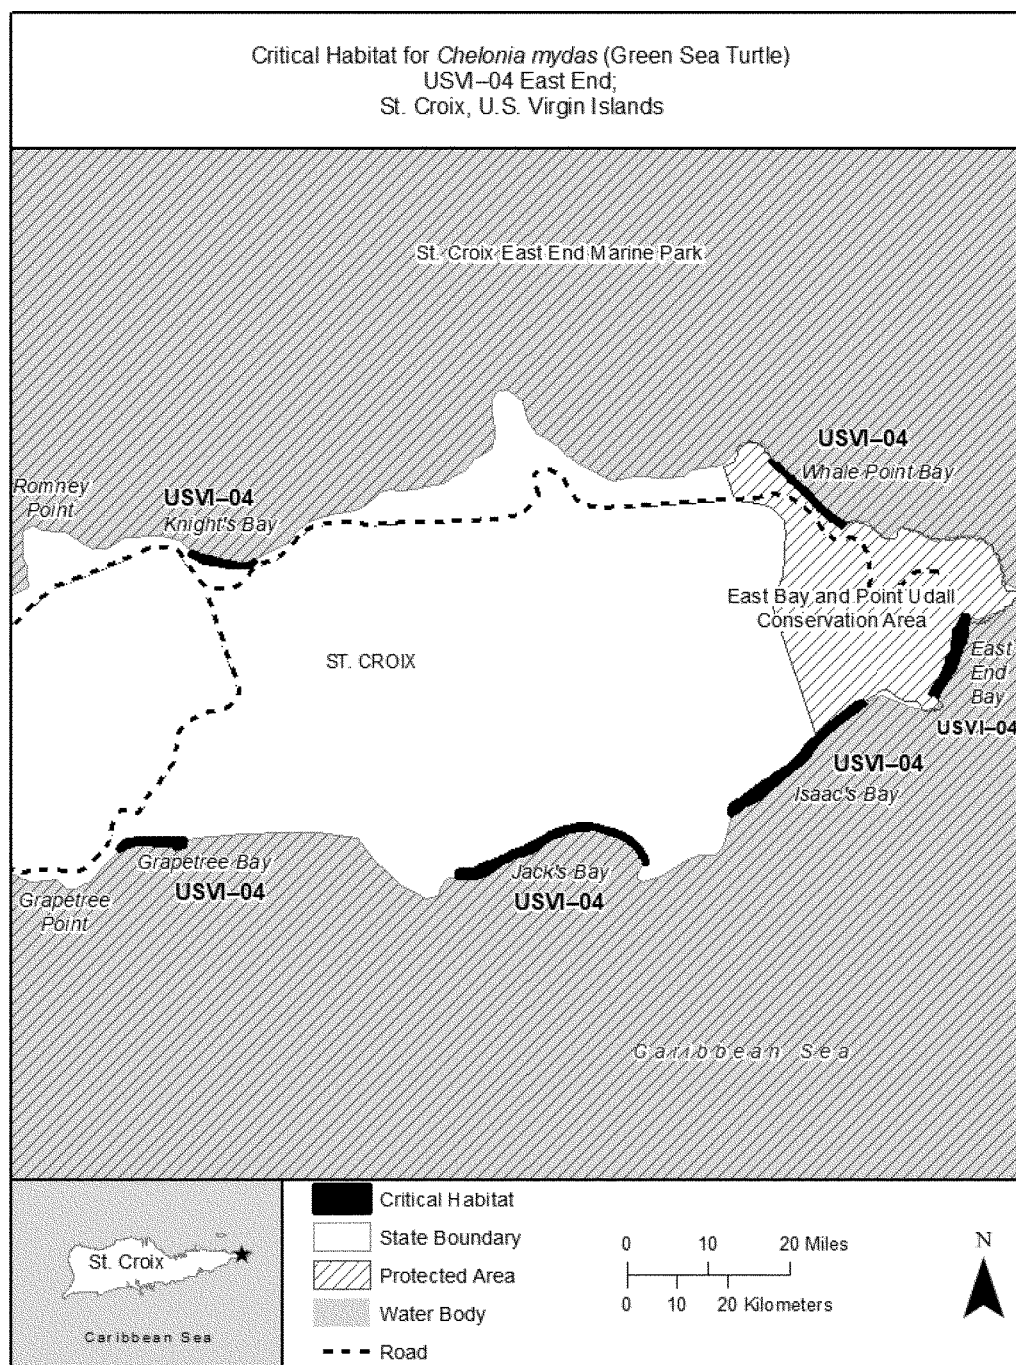 Critical Habitat for Chelonia mydas (Green Sea Turtle)
USVI–04 East End;
St. Croix, U.S. Virgin Islands
St. Croix East End Marine Park
USVI–04
Whale Point Bay
Romney
Point
USVI–04
Knight's Bay
East Bay and Point Udall
Conservation Area
ST. CROIX
East
End
Bay
USVI–04
USVI–04
Isaac's Bay
Grapetree Bay
USVI–04
Jack's Bay
USVI–04
Grapetree
Point
Caribbean Sea
St. Croix
Caribbean Sea
Critical Habitat
State Boundary
Protected Area
Water Body
Road
0 10 20 Miles
0 10 20 Kilometers
N